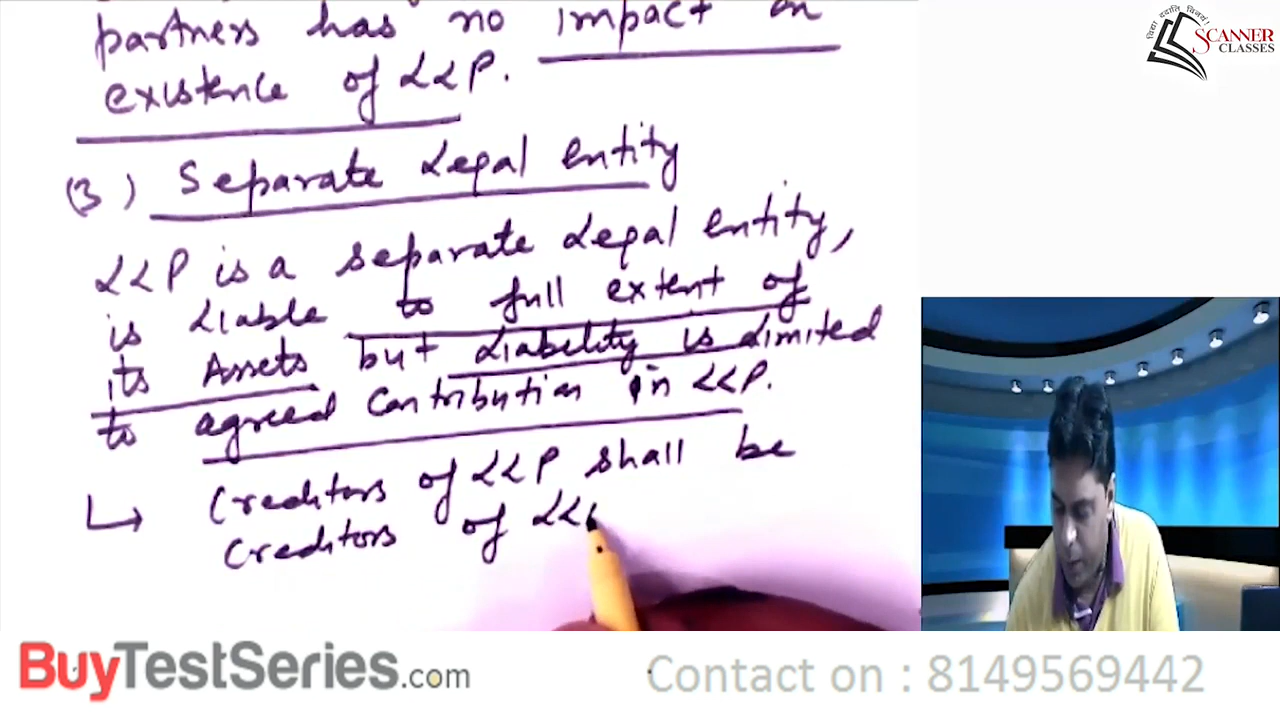 partners has no impact on
existence of LLP.
(3) Separate Legal entity
LLP is a separate Legal entity,
is Liable to full extent of
its Assets but Liability is Limited
to agreed Contribution in LLP.
↳ Creditors of LLP shall be
Creditors of LL
विद्या ददाति विनयं।
SCANNER
CLASSES
BuyTestSeries.com
Contact on : 8149569442